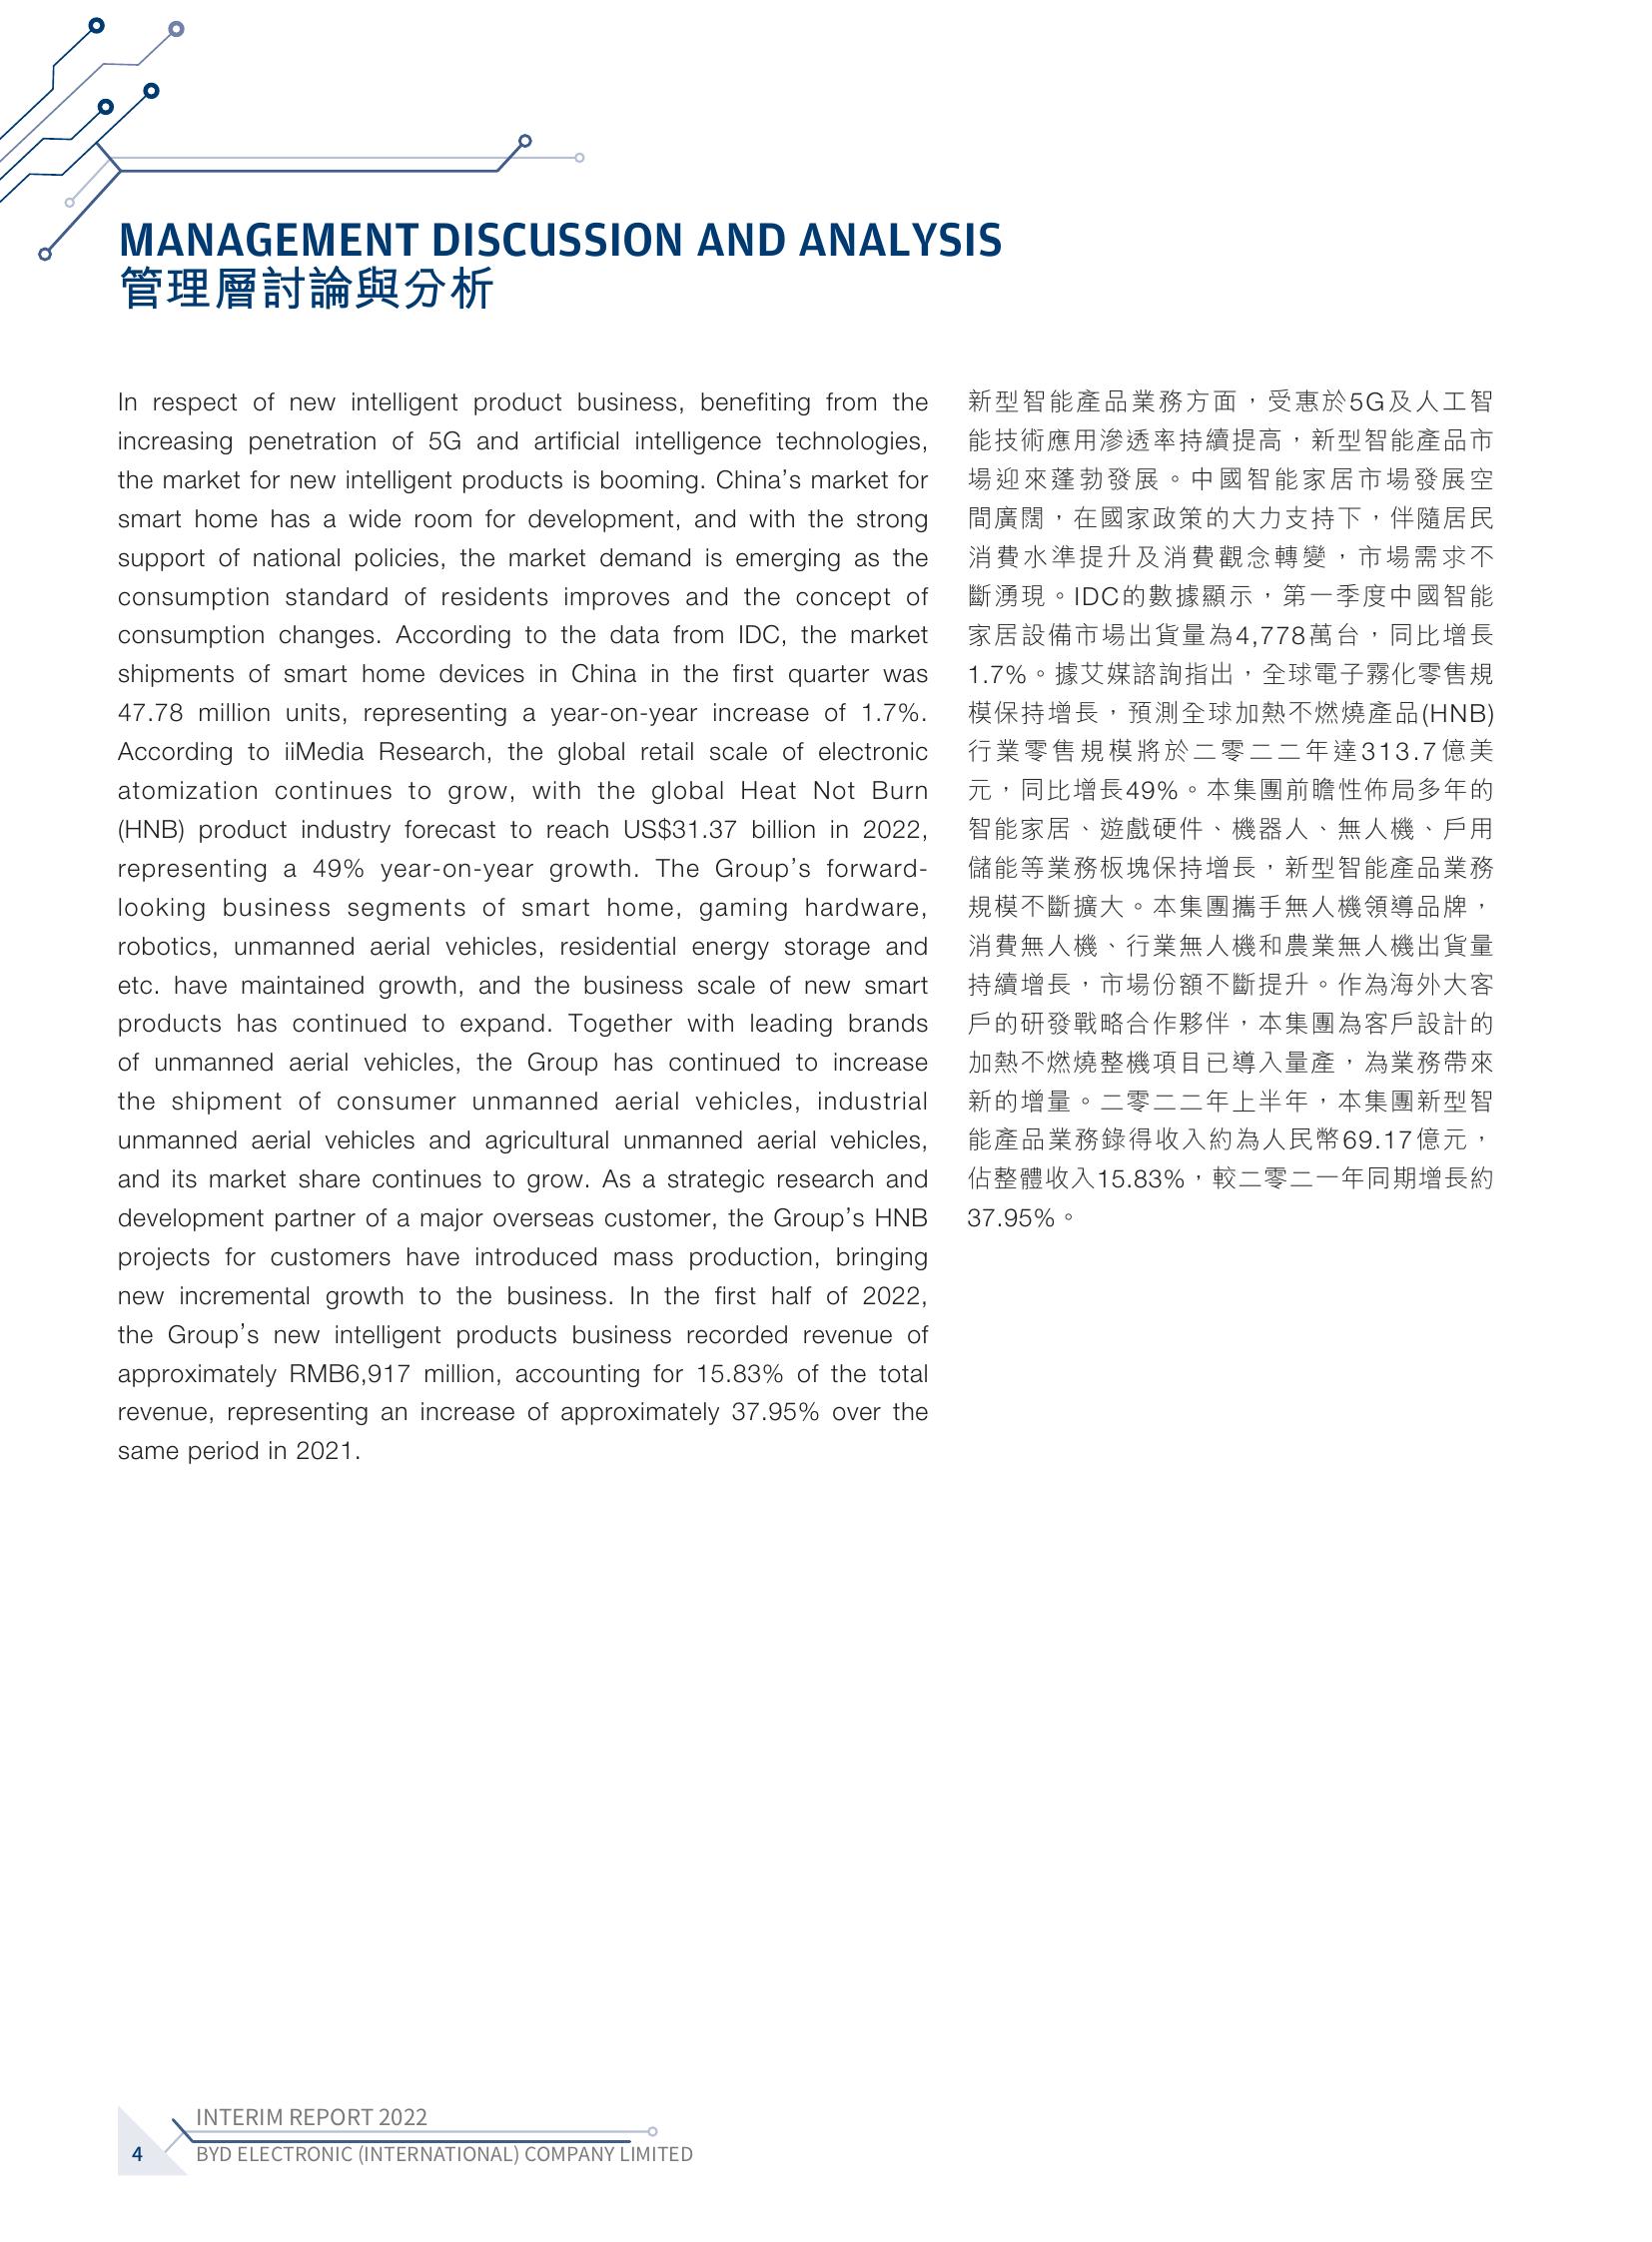 MANAGEMENT DISCUSSION AND ANALYSIS
管理層討論與分析
In respect of new intelligent product business, benefiting from the
increasing penetration of 5G and artificial intelligence technologies,
the market for new intelligent products is booming. China’s market for
smart home has a wide room for development, and with the strong
support of national policies, the market demand is emerging as the
consumption standard of residents improves and the concept of
consumption changes. According to the data from IDC, the market
shipments of smart home devices in China in the first quarter was
47.78 million units, representing a year-on-year increase of 1.7%.
According to iiMedia Research, the global retail scale of electronic
atomization continues to grow, with the global Heat Not Burn
(HNB) product industry forecast to reach US$31.37 billion in 2022,
representing a 49% year-on-year growth. The Group’s forward-
looking business segments of smart home, gaming hardware,
robotics, unmanned aerial vehicles, residential energy storage and
etc. have maintained growth, and the business scale of new smart
products has continued to expand. Together with leading brands
of unmanned aerial vehicles, the Group has continued to increase
the shipment of consumer unmanned aerial vehicles, industrial
unmanned aerial vehicles and agricultural unmanned aerial vehicles,
and its market share continues to grow. As a strategic research and
development partner of a major overseas customer, the Group’s HNB
projects for customers have introduced mass production, bringing
new incremental growth to the business. In the first half of 2022,
the Group’s new intelligent products business recorded revenue of
approximately RMB6,917 million, accounting for 15.83% of the total
revenue, representing an increase of approximately 37.95% over the
same period in 2021.
新型智能產品業務方面，受惠於5G及人工智
能技術應用滲透率持續提高，新型智能產品市
場迎來蓬勃發展。中國智能家居市場發展空
間廣闊，在國家政策的大力支持下，伴隨居民
消費水準提升及消費觀念轉變，市場需求不
斷湧現。IDC的數據顯示，第一季度中國智能
家居設備市場出貨量為4,778萬台，同比增長
1.7%。據艾媒諮詢指出，全球電子霧化零售規
模保持增長，預測全球加熱不燃燒產品(HNB)
行業零售規模將於二零二二年達313.7億美
元，同比增長49%。本集團前瞻性佈局多年的
智能家居、遊戲硬件、機器人、無人機、戶用
儲能等業務板塊保持增長，新型智能產品業務
規模不斷擴大。本集團攜手無人機領導品牌，
消費無人機、行業無人機和農業無人機出貨量
持續增長，市場份額不斷提升。作為海外大客
戶的研發戰略合作夥伴，本集團為客戶設計的
加熱不燃燒整機項目已導入量產，為業務帶來
新的增量。二零二二年上半年，本集團新型智
能產品業務錄得收入約為人民幣69.17億元，
佔整體收入15.83%，較二零二一年同期增長約
37.95%。
INTERIM REPORT 2022
4
BYD ELECTRONIC (INTERNATIONAL) COMPANY LIMITED